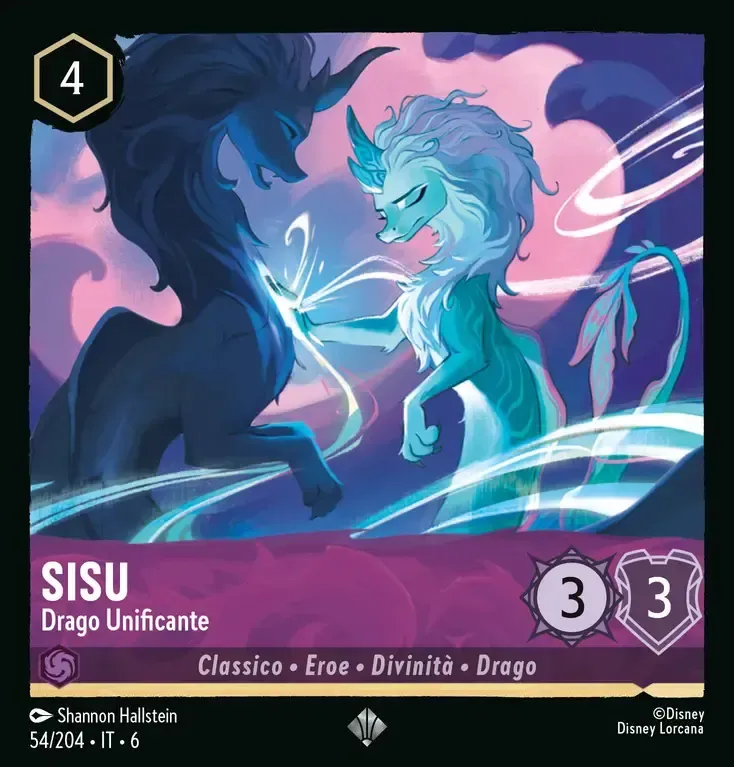 4
SISU
Drago Unificante
3 3
Classico • Eroe • Divinità • Drago
Shannon Hallstein
54/204 • IT • 6
©Disney
Disney Lorcana